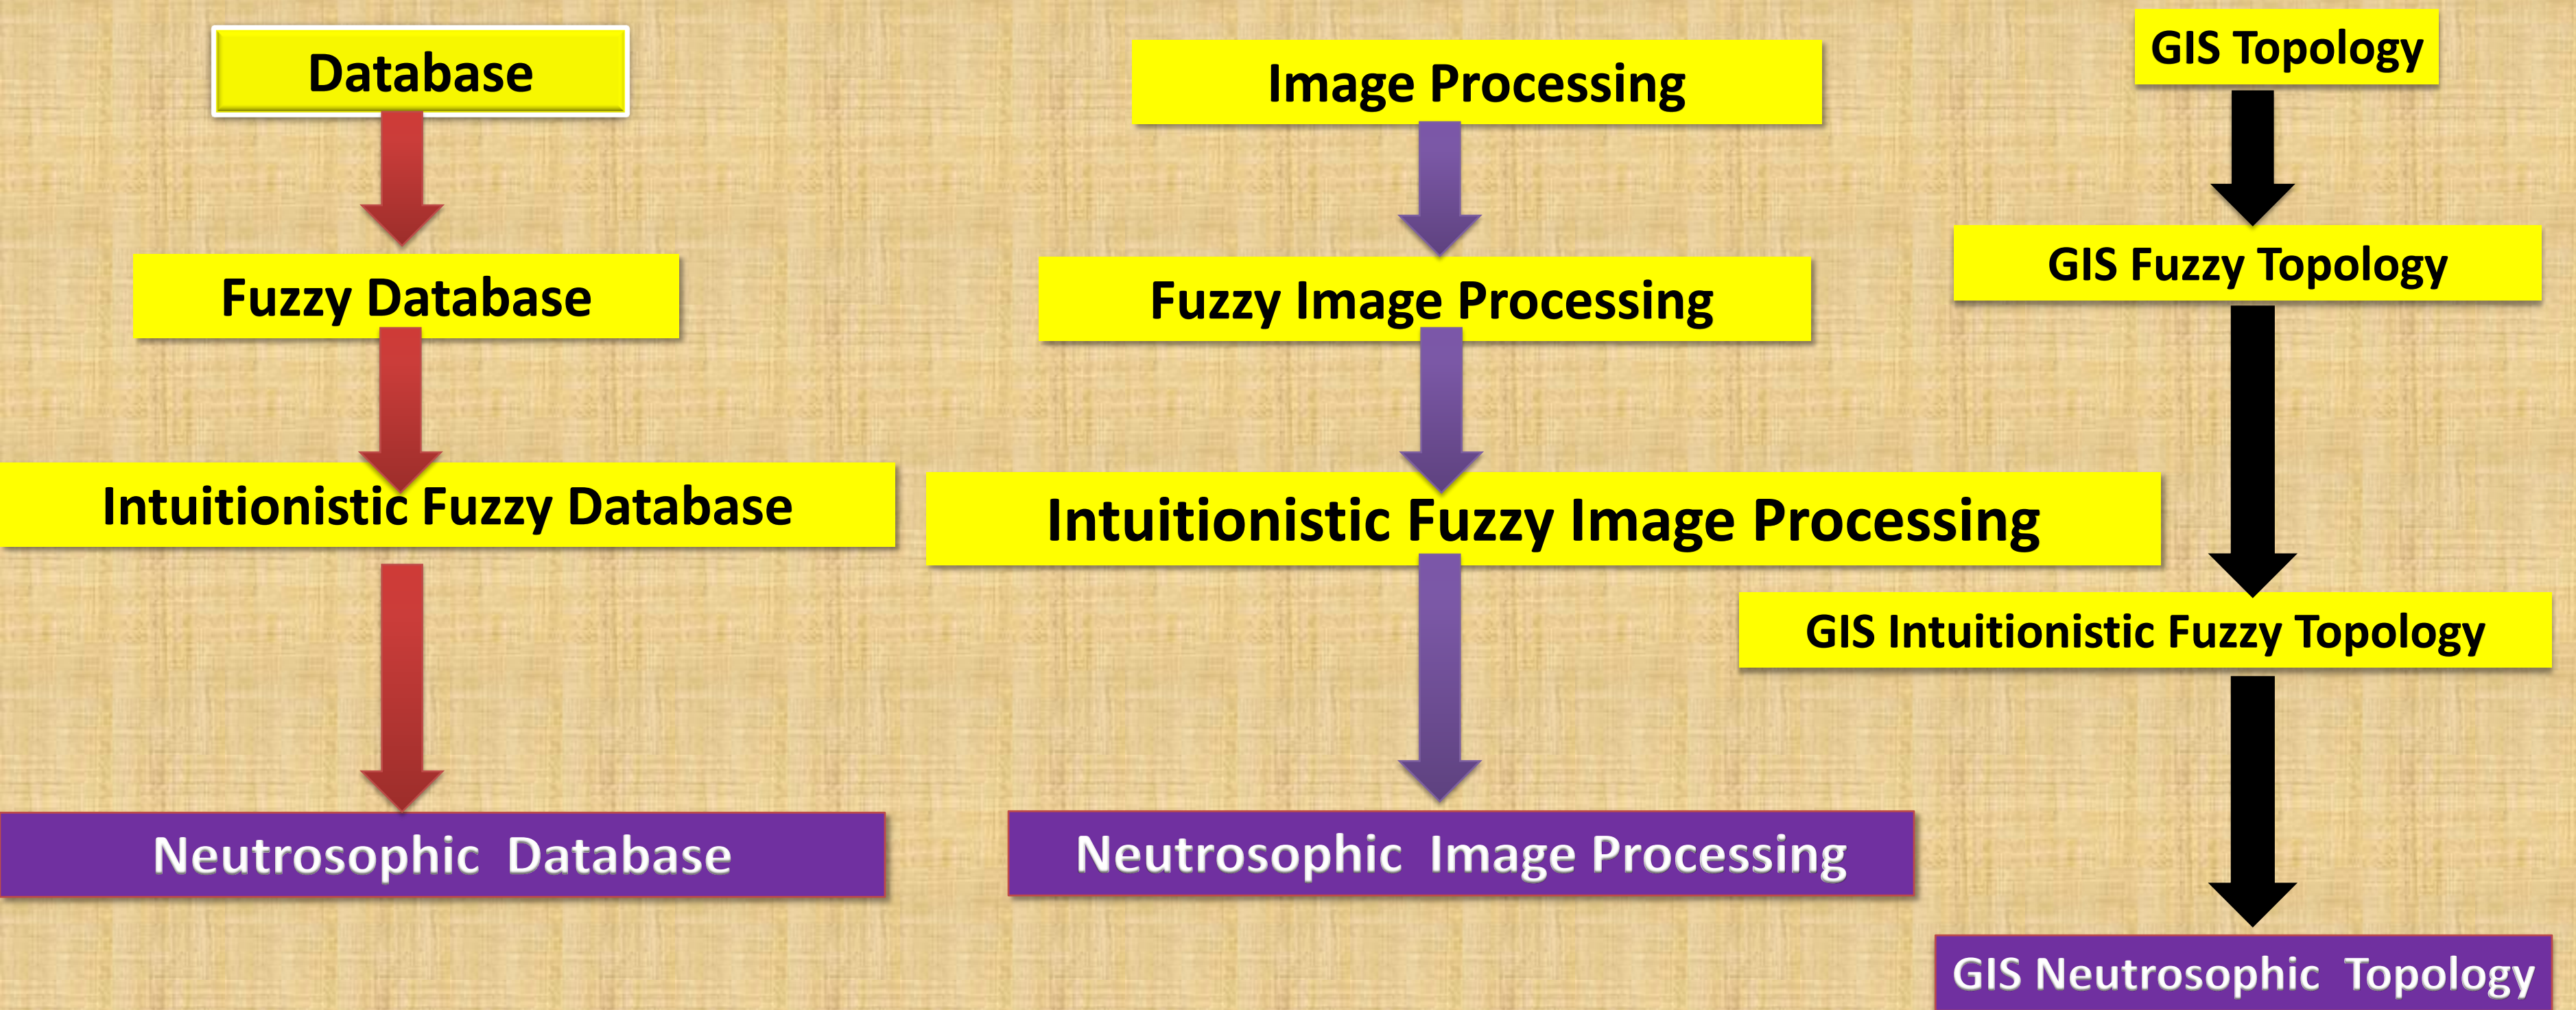 Database
Fuzzy Database
Intuitionistic Fuzzy Database
Neutrosophic Database
Image Processing
Fuzzy Image Processing
Intuitionistic Fuzzy Image Processing
Neutrosophic Image Processing
GIS Topology
GIS Fuzzy Topology
GIS Intuitionistic Fuzzy Topology
GIS Neutrosophic Topology